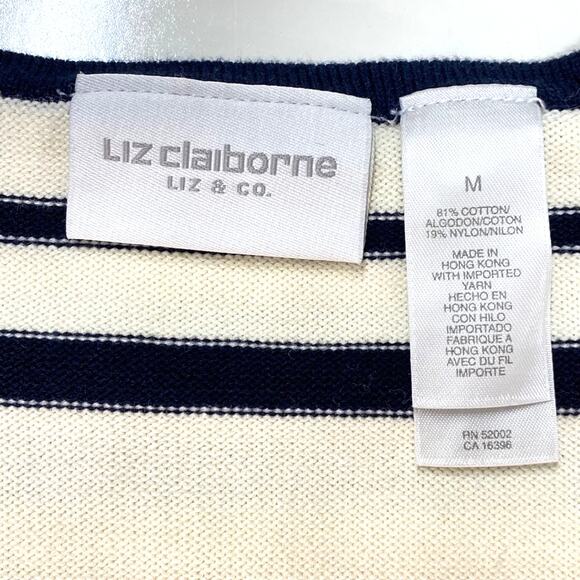 LIZ claiborne
LIZ & CO.
M
81% COTTON/
ALGODON/COTON
19% NYLON/NILON
MADE IN
HONG KONG
WITH IMPORTED
YARN
HECHO EN
HONG KONG
CON HILO
IMPORTADO
FABRIQUE A
HONG KONG
AVEC DU FIL
IMPORTE
RN 52002
CA 16396